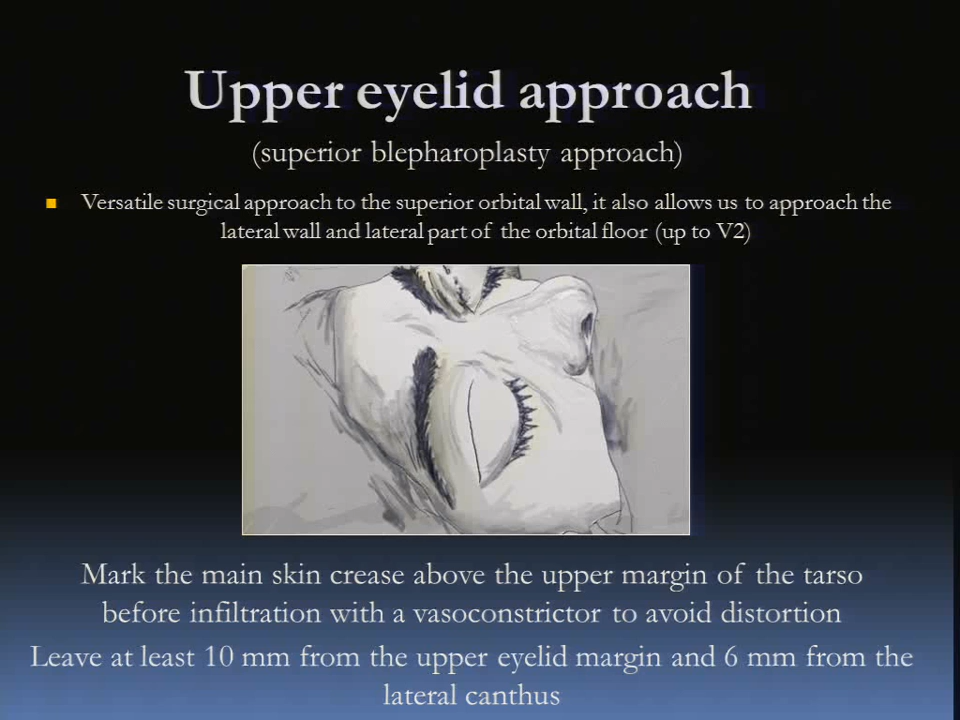 Upper eyelid approach
(superior blepharoplasty approach)
Versatile surgical approach to the superior orbital wall, it also allows us to approach the
lateral wall and lateral part of the orbital floor (up to V2)
Mark the main skin crease above the upper margin of the tarso
before infiltration with a vasoconstrictor to avoid distortion
Leave at least 10 mm from the upper eyelid margin and 6 mm from the
lateral canthus